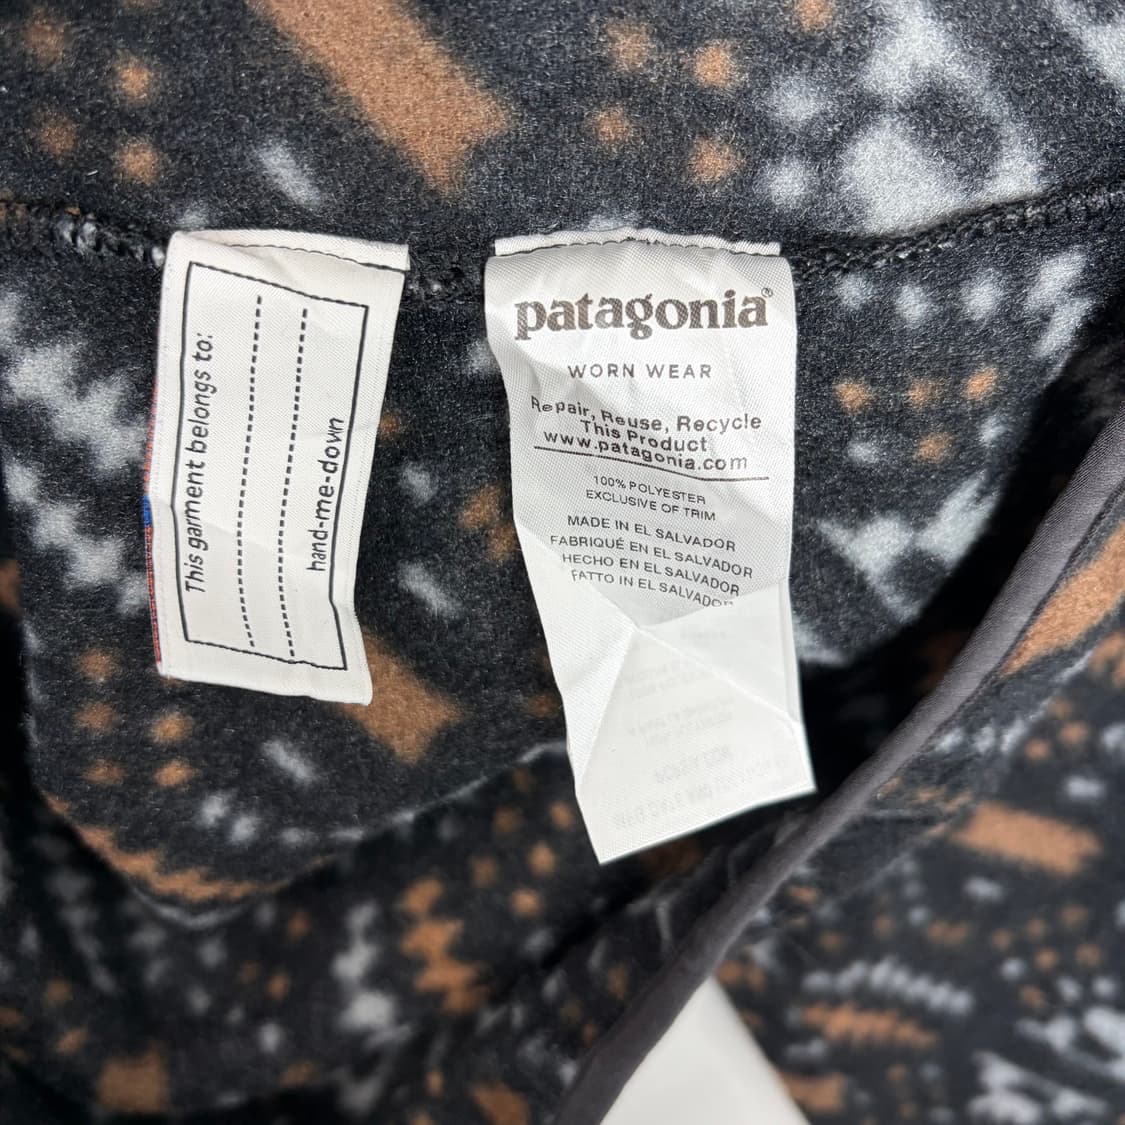 This garment belongs to:
hand-me-down
patagonia®
WORN WEAR
Repair, Reuse, Recycle
This Product
www.patagonia.com
100% POLYESTER
EXCLUSIVE OF TRIM
MADE IN EL SALVADOR
FABRIQUÉ EN EL SALVADOR
HECHO EN EL SALVADOR
FATTO IN EL SALVADOR